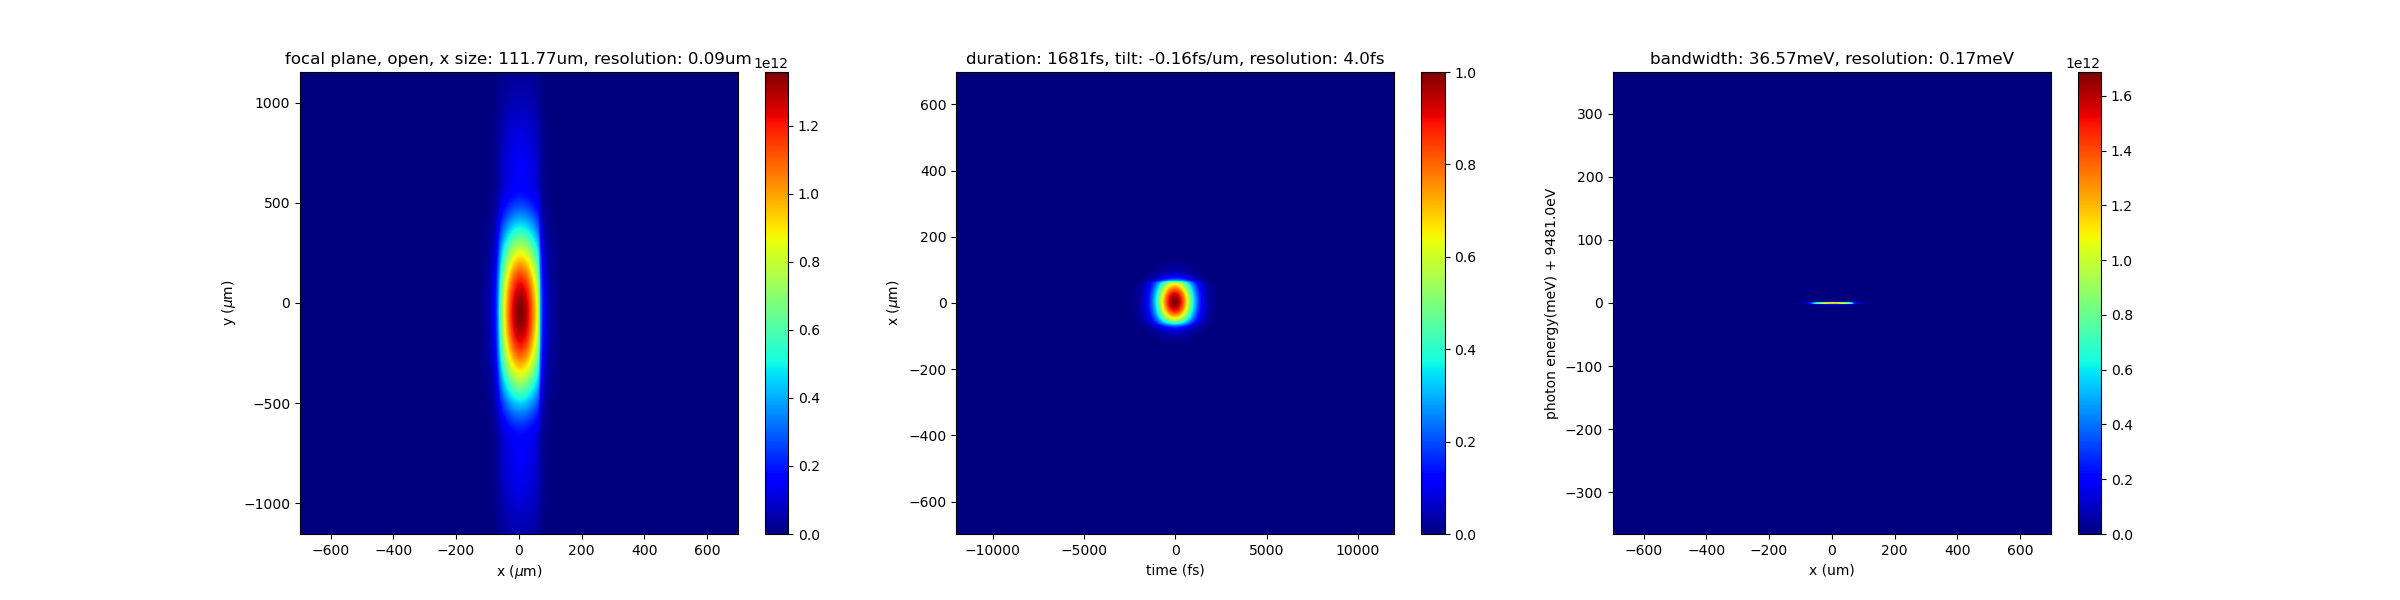 focal plane, open, x size: 111.77um, resolution: 0.09um
1e12
1000
500
0
−500
−1000
y (μm)
−600 −400 −200 0 200 400 600
x (μm)
1.2
1.0
0.8
0.6
0.4
0.2
0.0
duration: 1681fs, tilt: -0.16fs/um, resolution: 4.0fs
600
400
200
0
−200
−400
−600
x (μm)
−10000 −5000 0 5000 10000
time (fs)
1.0
0.8
0.6
0.4
0.2
0.0
bandwidth: 36.57meV, resolution: 0.17meV
1e12
300
200
100
0
−100
−200
−300
photon energy(meV) + 9481.0eV
−600 −400 −200 0 200 400 600
x (um)
1.6
1.4
1.2
1.0
0.8
0.6
0.4
0.2
0.0